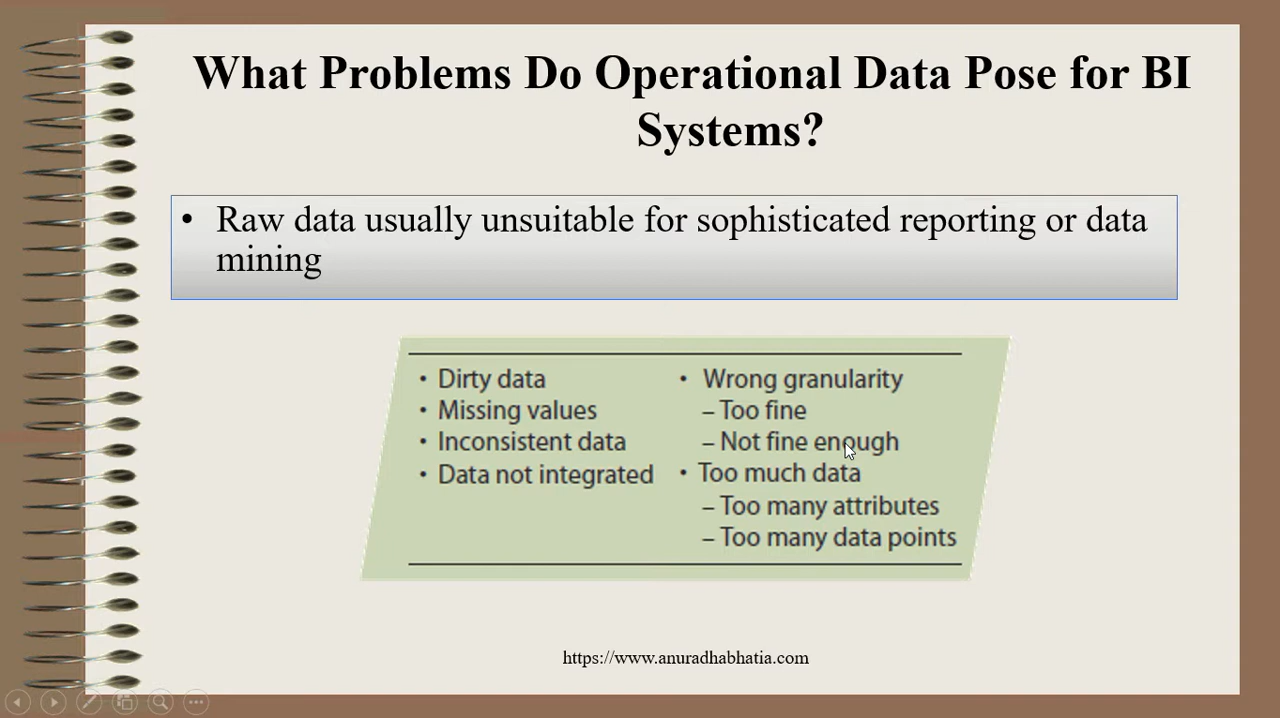 What Problems Do Operational Data Pose for BI
Systems?
• Raw data usually unsuitable for sophisticated reporting or data
mining
• Dirty data
• Missing values
• Inconsistent data
• Data not integrated
• Wrong granularity
– Too fine
– Not fine enough
• Too much data
– Too many attributes
– Too many data points
https://www.anuradhabhatia.com